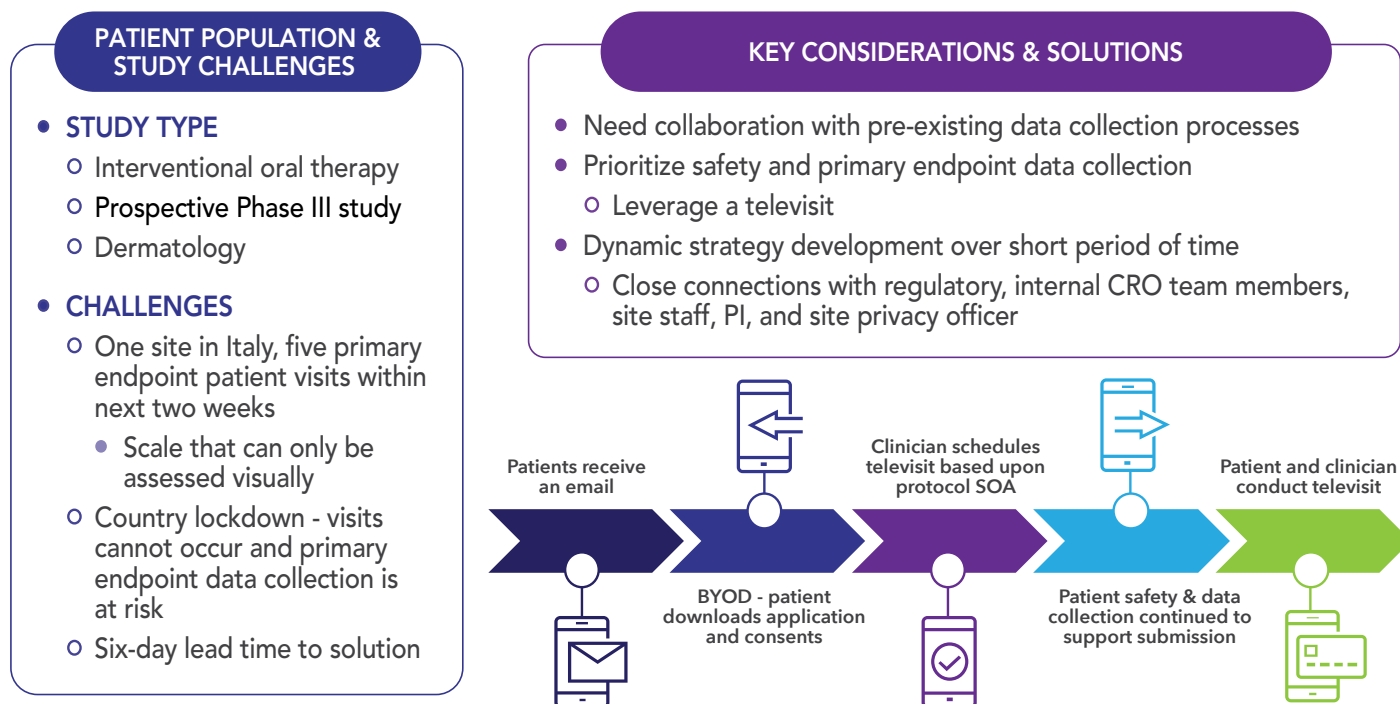 PATIENT POPULATION &
STUDY CHALLENGES
STUDY TYPE
Interventional oral therapy
Prospective Phase III study
Dermatology
CHALLENGES
One site in Italy, five primary
endpoint patient visits within
next two weeks
Scale that can only be
assessed visually
Country lockdown - visits
cannot occur and primary
endpoint data collection is
at risk
Six-day lead time to solution
KEY CONSIDERATIONS & SOLUTIONS
Need collaboration with pre-existing data collection processes
Prioritize safety and primary endpoint data collection
Leverage a televisit
Dynamic strategy development over short period of time
Close connections with regulatory, internal CRO team members,
site staff, PI, and site privacy officer
Patients receive
an email
BYOD - patient
downloads application
and consents
Clinician schedules
televisit based upon
protocol SOA
Patient safety & data
collection continued to
support submission
Patient and clinician
conduct televisit